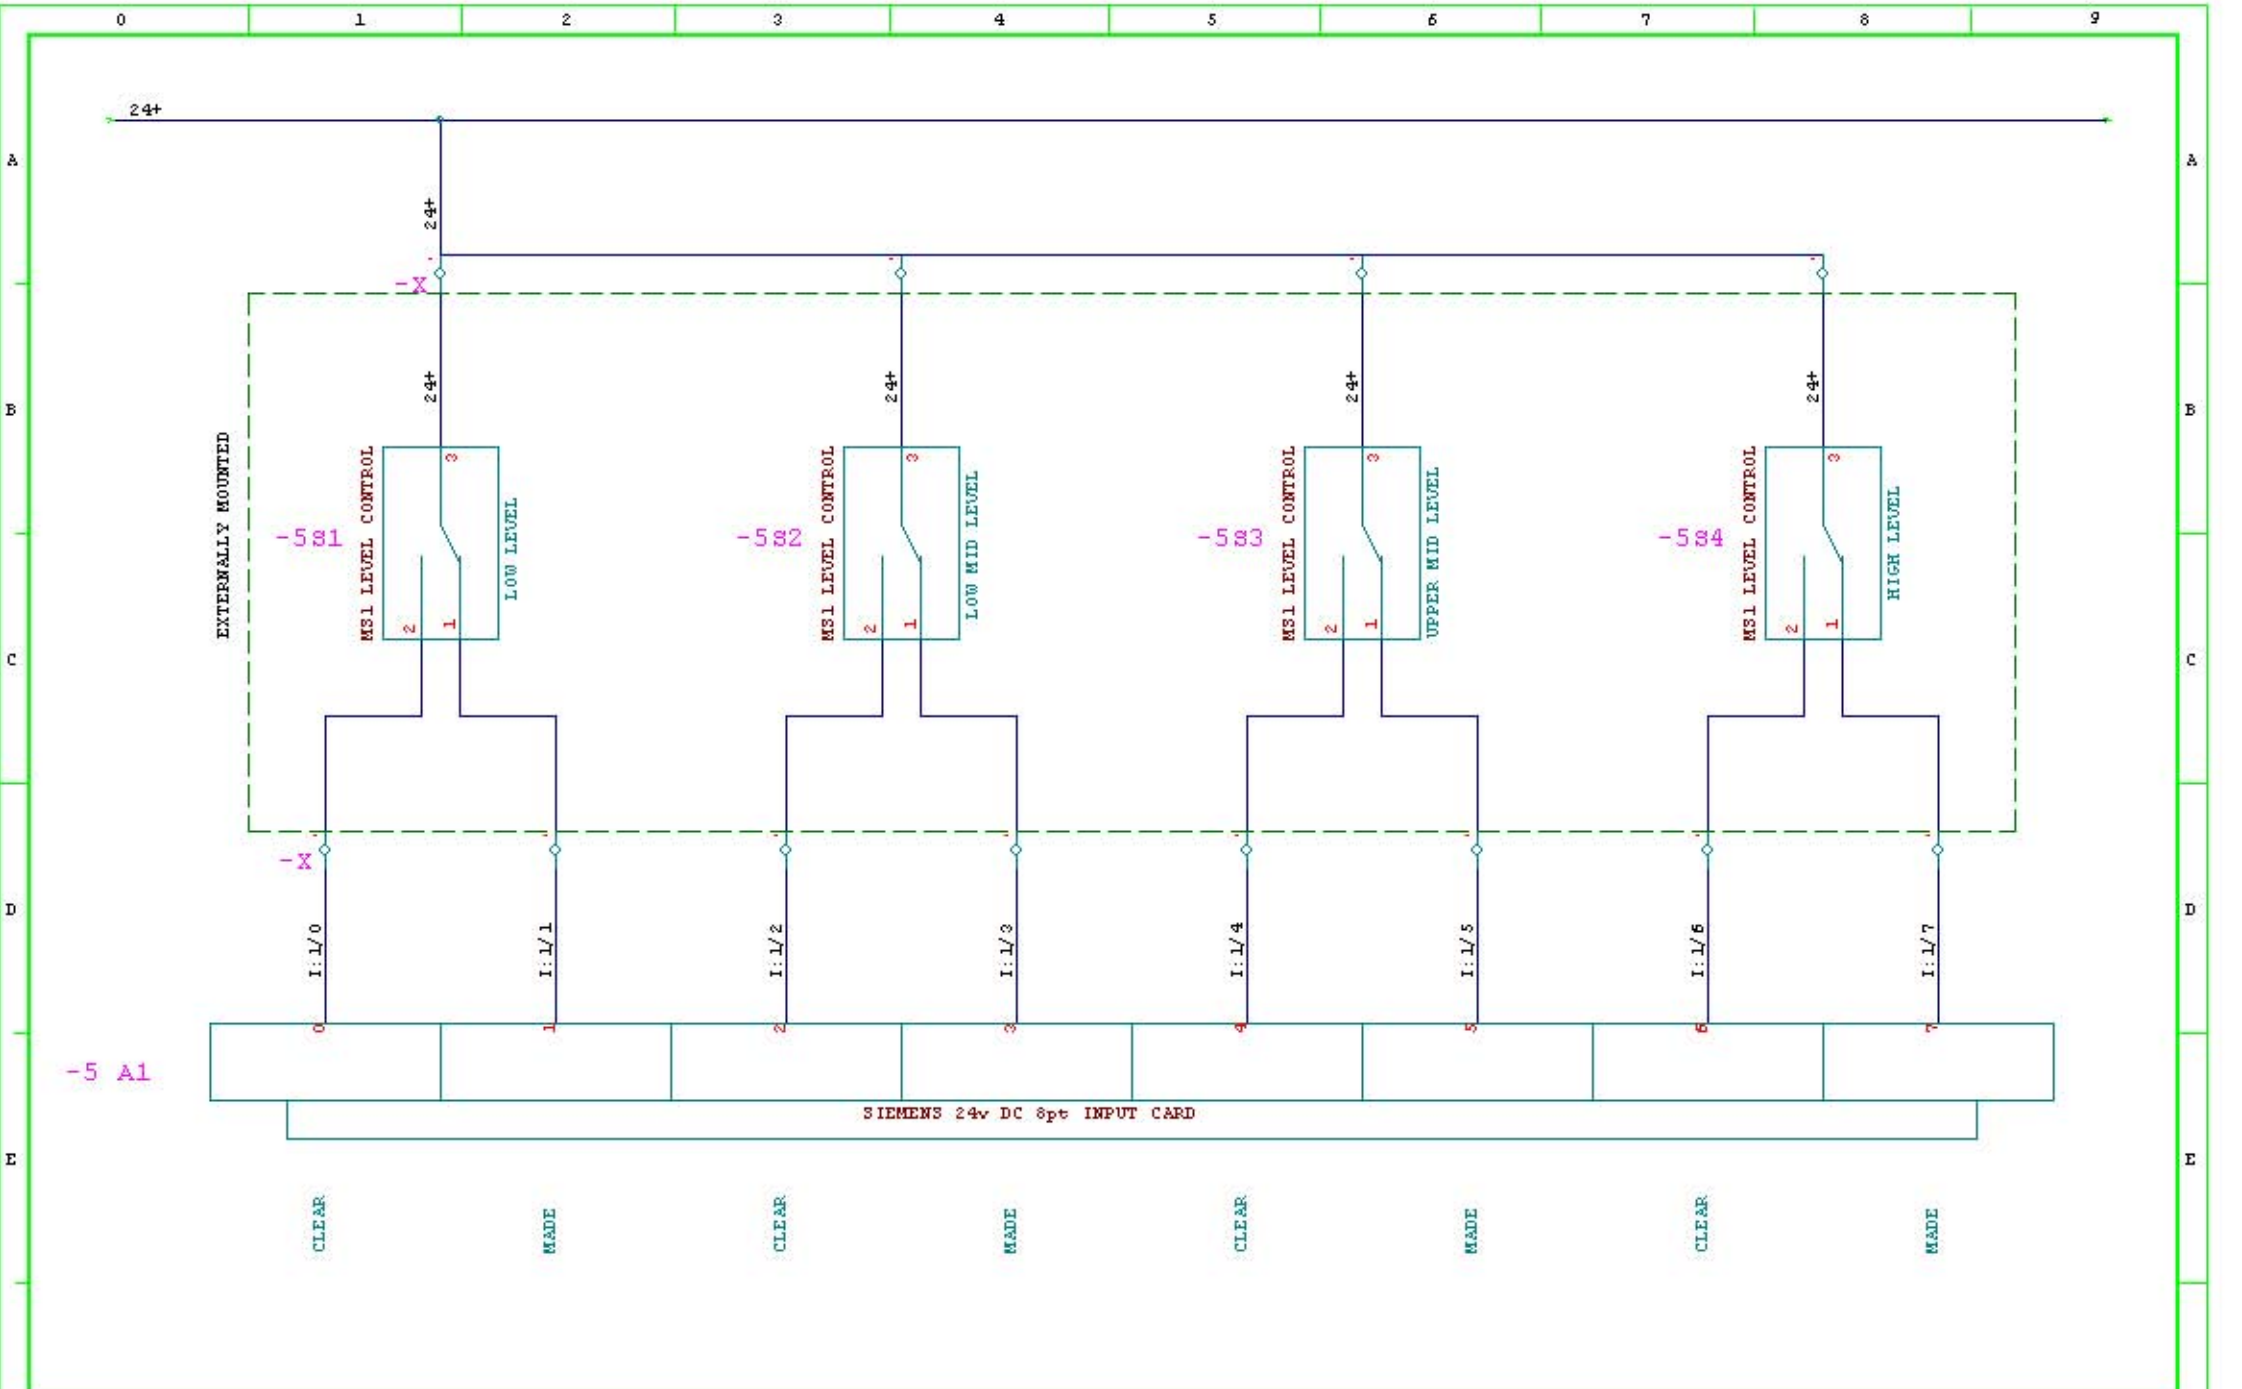 0 1 2 3 4 5 6 7 8 9
24+
A A
24+
-X
24+ 24+ 24+ 24+
B B
EXTERNALLY MOUNTED
-5S1
MS1 LEVEL CONTROL
3
2 1
LOW LEVEL
-5S2
MS1 LEVEL CONTROL
3
2 1
LOW MID LEVEL
-5S3
MS1 LEVEL CONTROL
3
2 1
UPPER MID LEVEL
-5S4
MS1 LEVEL CONTROL
3
2 1
HIGH LEVEL
C C
-X
D D
I:1/0 I:1/1 I:1/2 I:1/3 I:1/4 I:1/5 I:1/6 I:1/7
0 1 2 3 4 5 6 7
-5 A1
SIEMENS 24v DC 8pt INPUT CARD
E E
CLEAR MADE CLEAR MADE CLEAR MADE CLEAR MADE